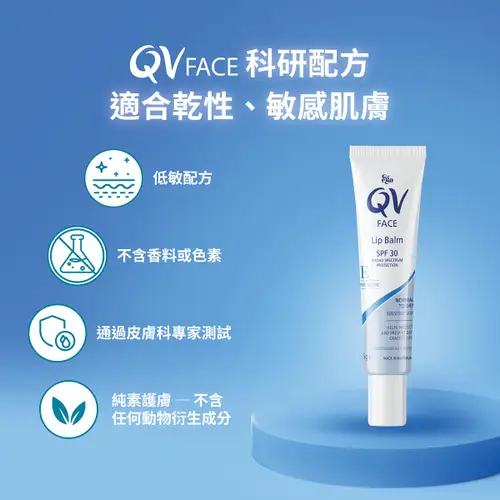 QV FACE 科研配方
適合乾性、敏感肌膚
低敏配方
不含香料或色素
通過皮膚科專家測試
純素護膚 — 不含
任何動物衍生成分
Ego
QV
FACE
Lip Balm
SPF 30
BROAD SPECTRUM
PROTECTION
E